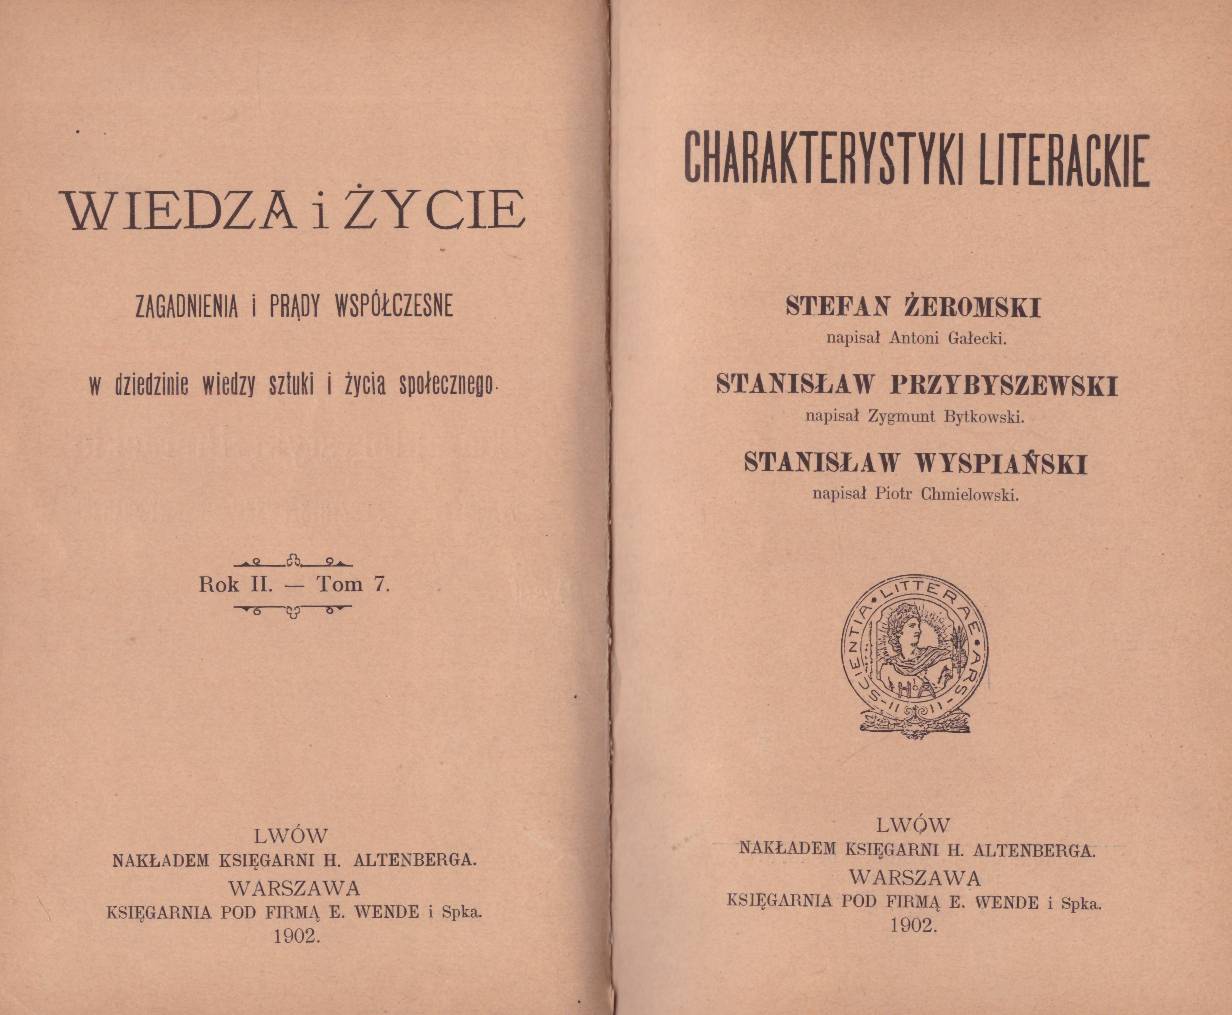 WIEDZA i ŻYCIE
ZAGADNIENIA i PRĄDY WSPÓŁCZESNE
w dziedzinie wiedzy sztuki i życia społecznego.
Rok II. — Tom 7.
LWÓW
NAKŁADEM KSIĘGARNI H. ALTENBERGA.
WARSZAWA
KSIĘGARNIA POD FIRMĄ E. WENDE i Spka.
1902.
CHARAKTERYSTYKI LITERACKIE
STEFAN ŻEROMSKI
napisał Antoni Gałecki.
STANISŁAW PRZYBYSZEWSKI
napisał Zygmunt Bytkowski.
STANISŁAW WYSPIAŃSKI
napisał Piotr Chmielowski.
SCIENTIA • LITTERAE • ARS
H A
LWÓW
NAKŁADEM KSIĘGARNI H. ALTENBERGA.
WARSZAWA
KSIĘGARNIA POD FIRMĄ E. WENDE i Spka.
1902.